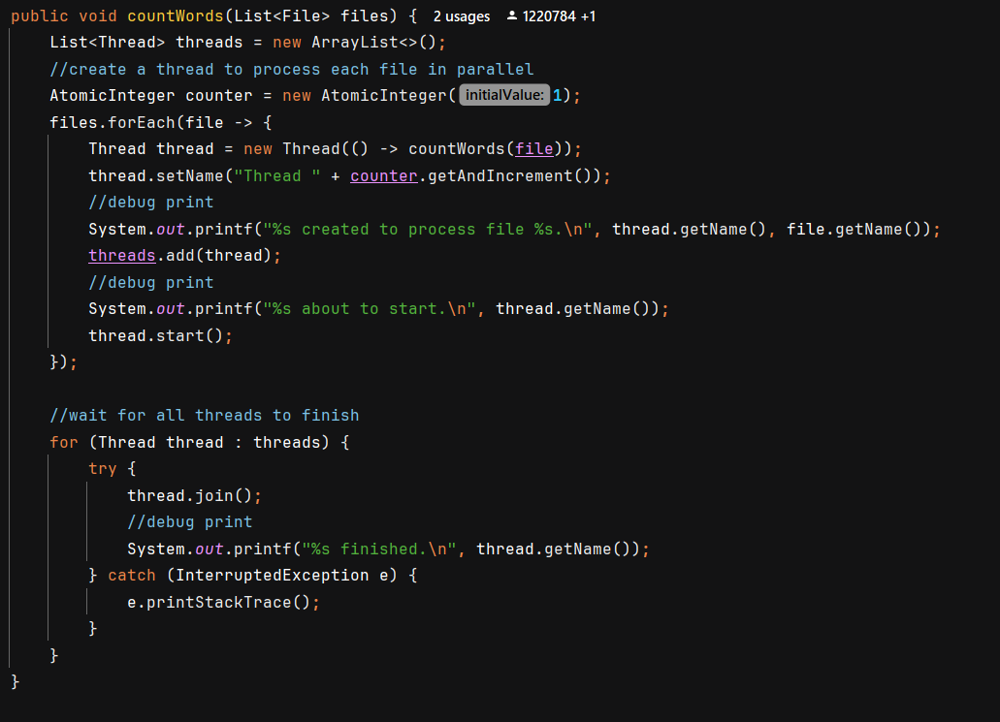 public void countWords(List<File> files) {  2 usages  1220784 +1
    List<Thread> threads = new ArrayList<>();
    //create a thread to process each file in parallel
    AtomicInteger counter = new AtomicInteger( initialValue: 1);
    files.forEach(file -> {
        Thread thread = new Thread(() -> countWords(file));
        thread.setName("Thread " + counter.getAndIncrement());
        //debug print
        System.out.printf("%s created to process file %s.\n", thread.getName(), file.getName());
        threads.add(thread);
        //debug print
        System.out.printf("%s about to start.\n", thread.getName());
        thread.start();
    });

    //wait for all threads to finish
    for (Thread thread : threads) {
        try {
            thread.join();
            //debug print
            System.out.printf("%s finished.\n", thread.getName());
        } catch (InterruptedException e) {
            e.printStackTrace();
        }
    }
}